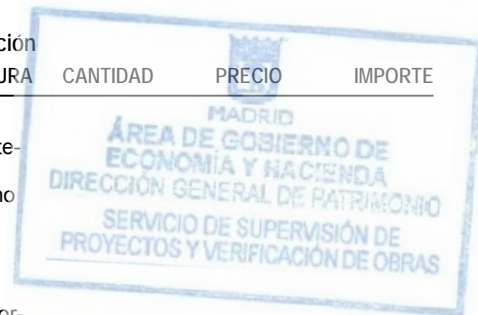 ción
URA CANTIDAD PRECIO IMPORTE
MADRID
te-
ÁREA DE GOBIERNO DE
ECONOMÍA Y HACIENDA
no
DIRECCIÓN GENERAL DE PATRIMONIO
SERVICIO DE SUPERVISIÓN DE
PROYECTOS Y VERIFICACIÓN DE OBRAS
er-